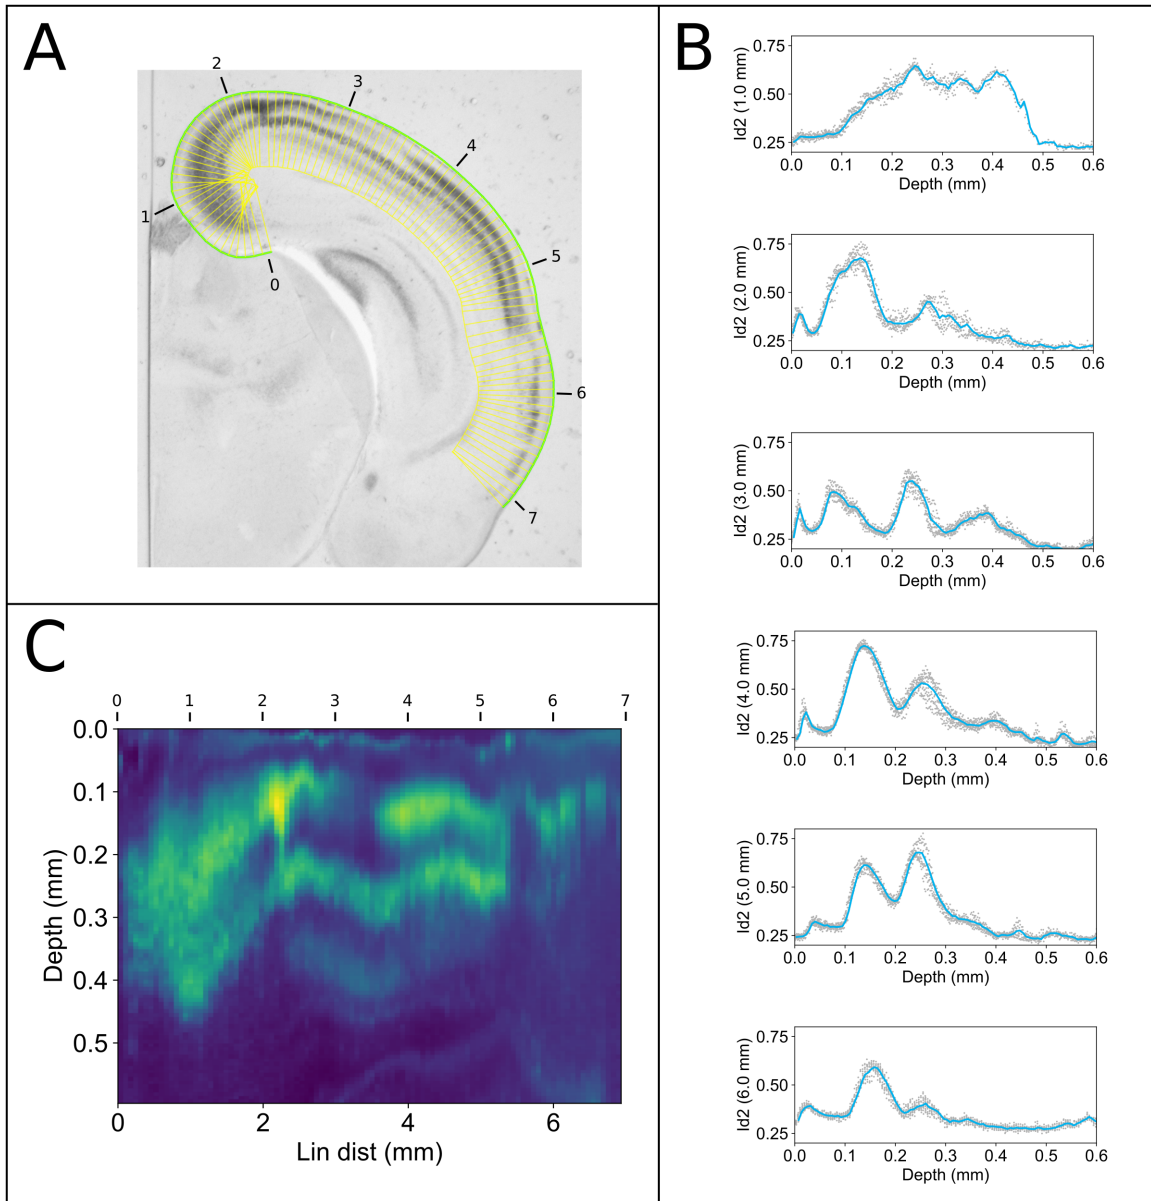 A
0
1
2
3
4
5
6
7
B
0.75
0.50
0.25
Id2 (1.0 mm)
0.0 0.1 0.2 0.3 0.4 0.5 0.6
Depth (mm)
0.75
0.50
0.25
Id2 (2.0 mm)
0.0 0.1 0.2 0.3 0.4 0.5 0.6
Depth (mm)
0.75
0.50
0.25
Id2 (3.0 mm)
0.0 0.1 0.2 0.3 0.4 0.5 0.6
Depth (mm)
0.75
0.50
0.25
Id2 (4.0 mm)
0.0 0.1 0.2 0.3 0.4 0.5 0.6
Depth (mm)
0.75
0.50
0.25
Id2 (5.0 mm)
0.0 0.1 0.2 0.3 0.4 0.5 0.6
Depth (mm)
0.75
0.50
0.25
Id2 (6.0 mm)
0.0 0.1 0.2 0.3 0.4 0.5 0.6
Depth (mm)
C
0 1 2 3 4 5 6 7
0.0
0.1
0.2
0.3
0.4
0.5
Depth (mm)
0 2 4 6
Lin dist (mm)